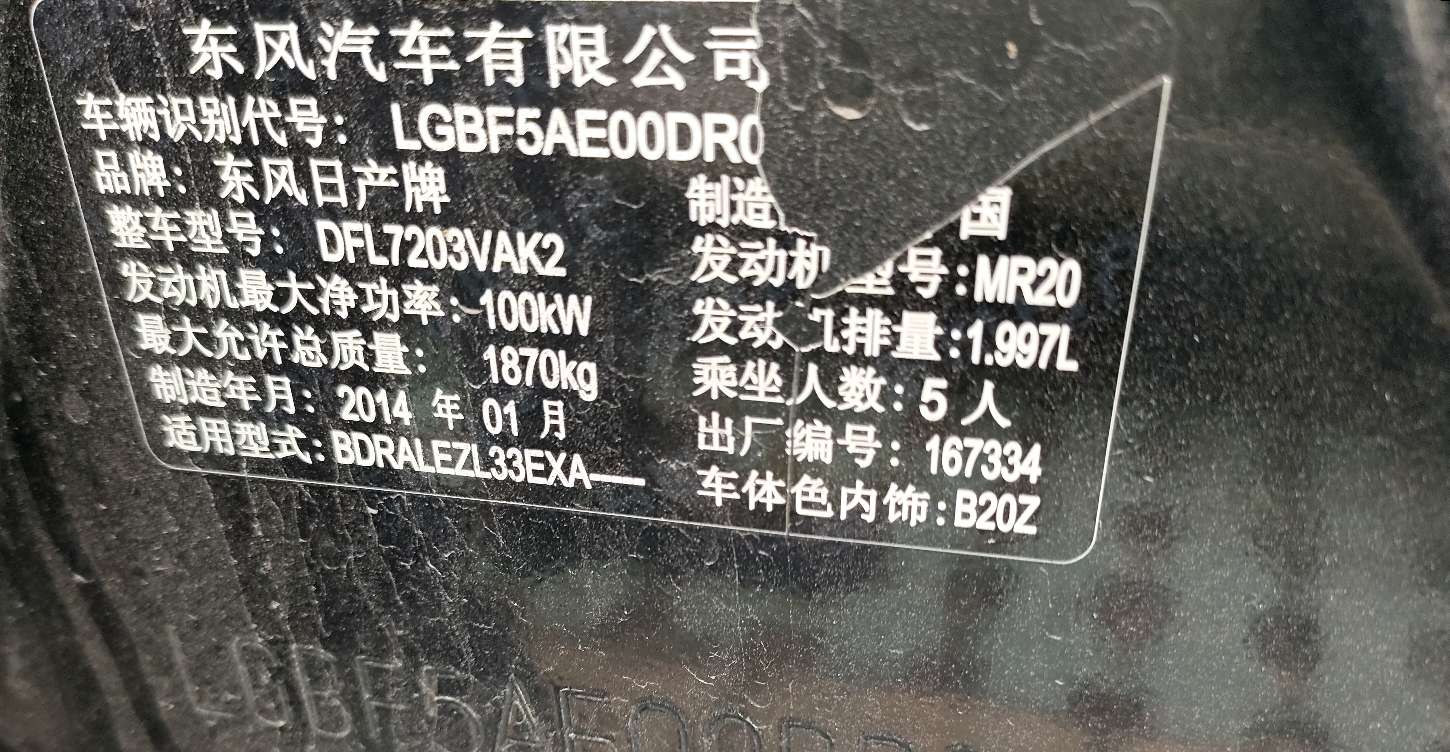 东风汽车有限公司
车辆识别代号: LGBF5AE00DR0
品牌: 东风日产牌 制造 国
整车型号: DFL7203VAK2 发动机型号: MR20
发动机最大净功率: 100kW 发动机排量: 1.997L
最大允许总质量: 1870kg 乘坐人数: 5 人
制造年月: 2014 年 01 月 出厂编号: 167334
适用型式: BDRALEZL33EXA---- 车体色内饰: B20Z
LGBF5AE00DR